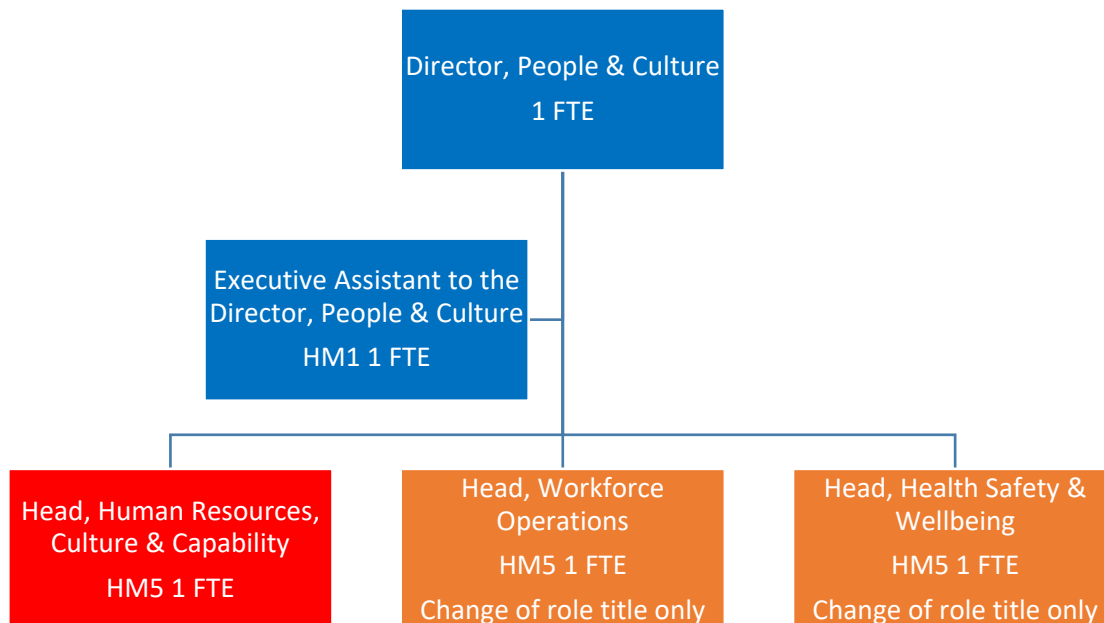 Director, People & Culture
1 FTE
Executive Assistant to the
Director, People & Culture
HM1 1 FTE
Head, Human Resources,
Culture & Capability
HM5 1 FTE
Head, Workforce
Operations
HM5 1 FTE
Change of role title only
Head, Health Safety &
Wellbeing
HM5 1 FTE
Change of role title only